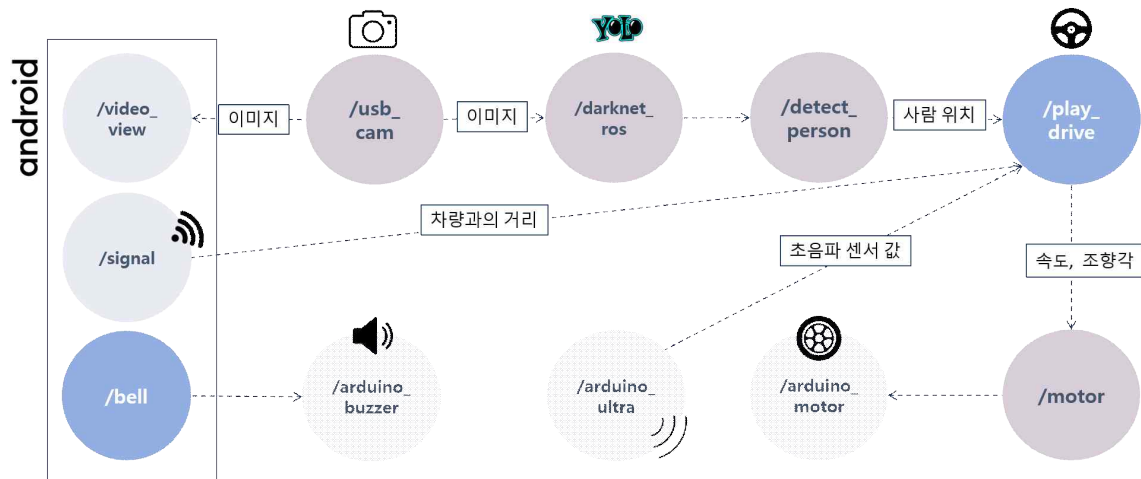 android
/video_
view
이미지
/usb_
cam
이미지
YOLO
/darknet_
ros
/detect_
person
사람 위치
/play_
drive
/signal
차량과의 거리
초음파 센서 값
속도, 조향각
/bell
/arduino_
buzzer
/arduino_
ultra
/arduino_
motor
/motor